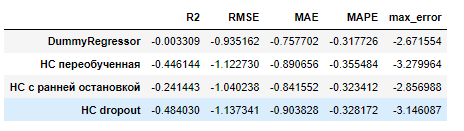 R2 RMSE MAE MAPE max_error
DummyRegressor -0.003309 -0.935162 -0.757702 -0.317726 -2.671554
НС переобученная -0.446144 -1.122730 -0.890656 -0.355484 -3.279964
НС с ранней остановкой -0.241443 -1.040238 -0.841552 -0.323412 -2.856988
НС dropout -0.484030 -1.137341 -0.903828 -0.328172 -3.146087